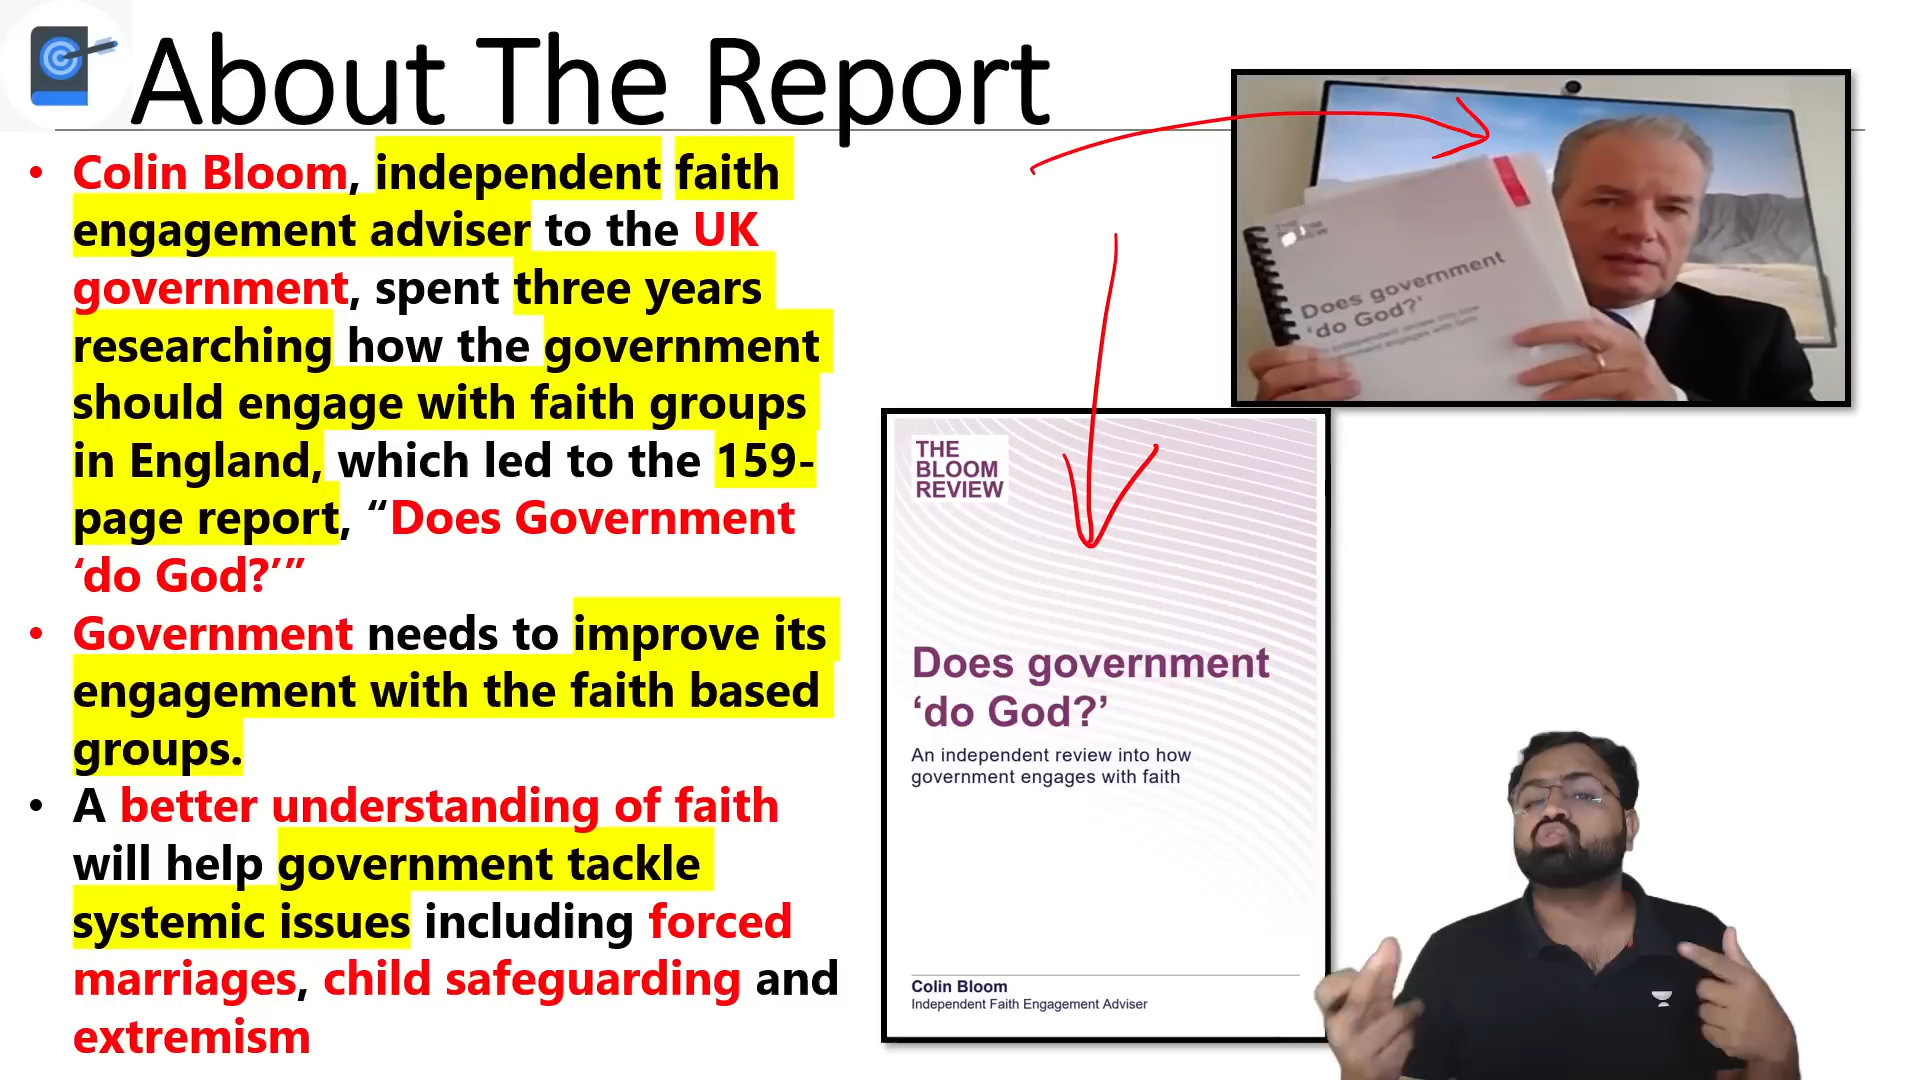 About The Report
• Colin Bloom, independent faith
engagement adviser to the UK
government, spent three years
researching how the government
should engage with faith groups
in England, which led to the 159-
page report, “Does Government
‘do God?’”
• Government needs to improve its
engagement with the faith based
groups.
• A better understanding of faith
will help government tackle
systemic issues including forced
marriages, child safeguarding and
extremism
Does government
‘do God?’
THE
BLOOM
REVIEW
Does government
‘do God?’
An independent review into how
government engages with faith
Colin Bloom
Independent Faith Engagement Adviser